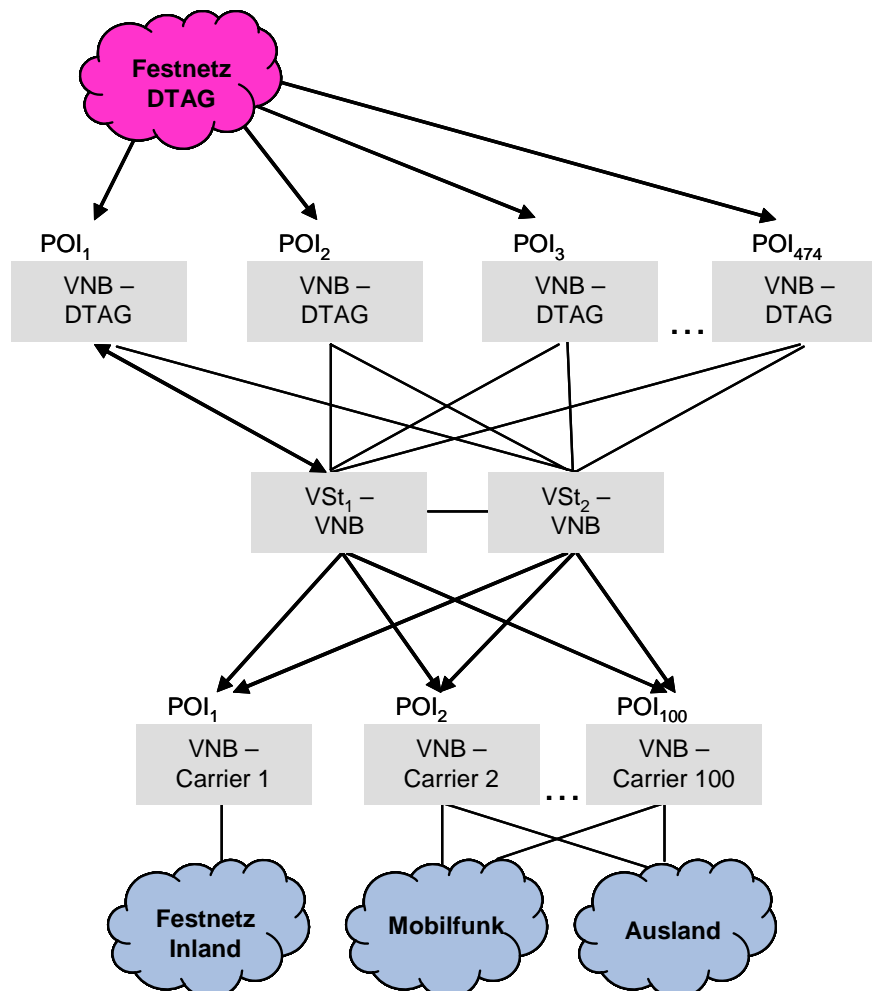 Festnetz
DTAG
POI₁
POI₂
POI₃
POI₄₇₄
VNB –
DTAG
VNB –
DTAG
VNB –
DTAG
...
VNB –
DTAG
VSt₁ –
VNB
VSt₂ –
VNB
POI₁
POI₂
POI₁₀₀
VNB –
Carrier 1
VNB –
Carrier 2
...
VNB –
Carrier 100
Festnetz
Inland
Mobilfunk
Ausland